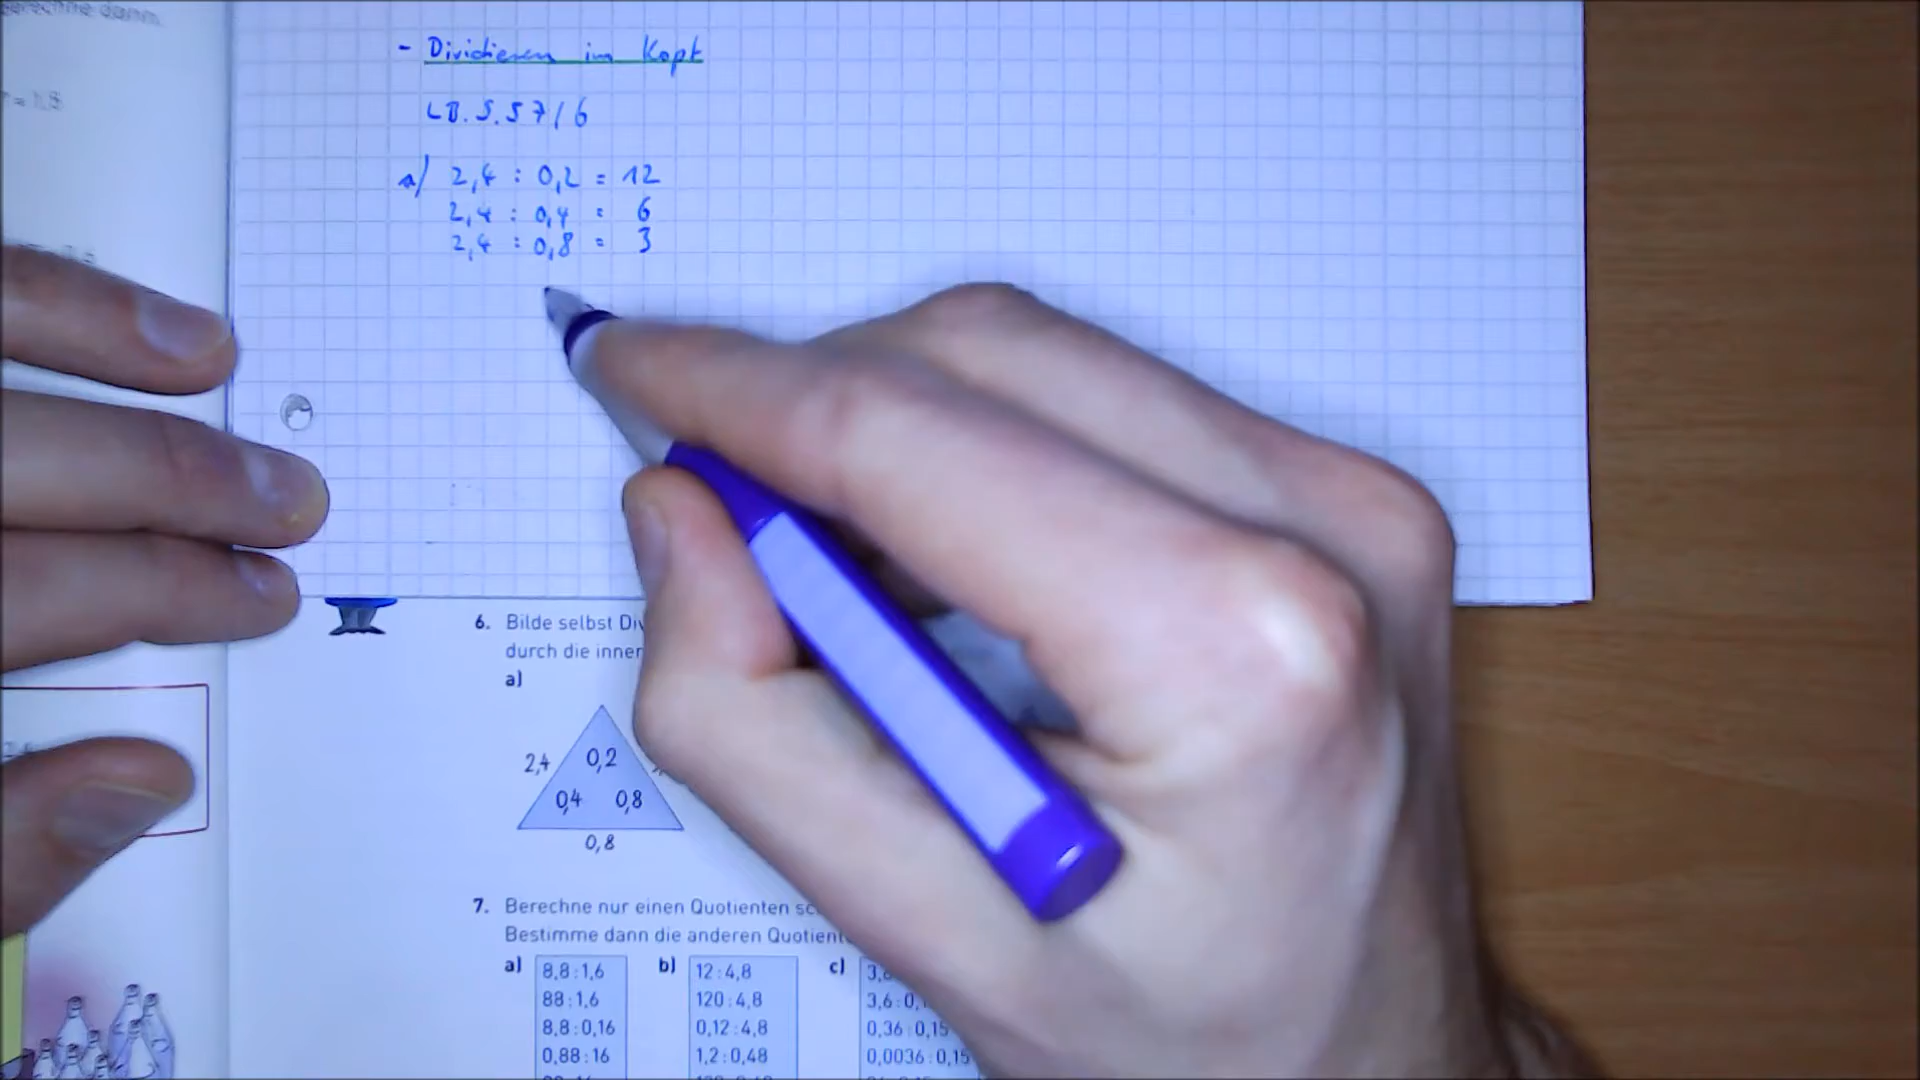 berechne dann.
= 1,5
- Dividieren im Kopf
LB. S. 57/6
a) 2,4 : 0,2 = 12
2,4 : 0,4 = 6
2,4 : 0,8 = 3
6. Bilde selbst
durch die
a)
2,4
0,2
0,4 0,8
0,8
7. Berechne nur einen Quotienten
Bestimme dann die anderen
a) b) c)
8,8 : 1,6
88 : 1,6
8,8 : 0,16
0,88 : 16
12 : 4,8
120 : 4,8
0,12 : 4,8
1,2 : 0,48
3,6 : 0,
0,36 : 0,15
0,0036 : 0,15